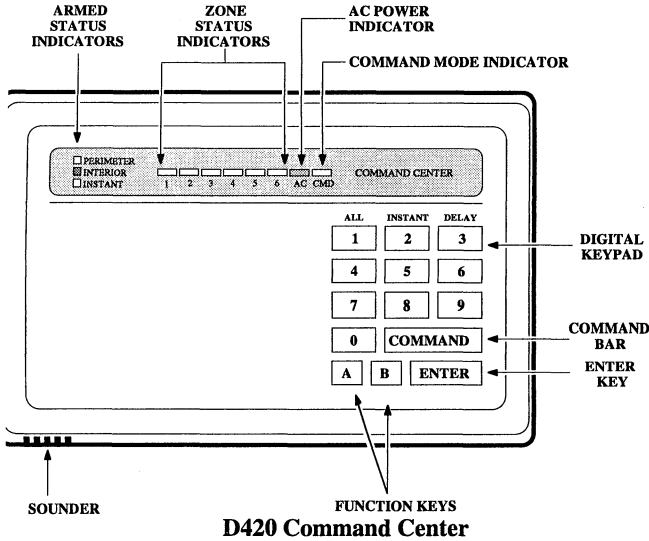 ARMED
STATUS
INDICATORS
ZONE
STATUS
INDICATORS
AC POWER
INDICATOR
COMMAND MODE INDICATOR
PERIMETER
INTERIOR
INSTANT
1 2 3 4 5 6 AC CMD
COMMAND CENTER
ALL INSTANT DELAY
1 2 3
4 5 6
7 8 9
0 COMMAND
A B ENTER
DIGITAL
KEYPAD
COMMAND
BAR
ENTER
KEY
SOUNDER
FUNCTION KEYS
D420 Command Center